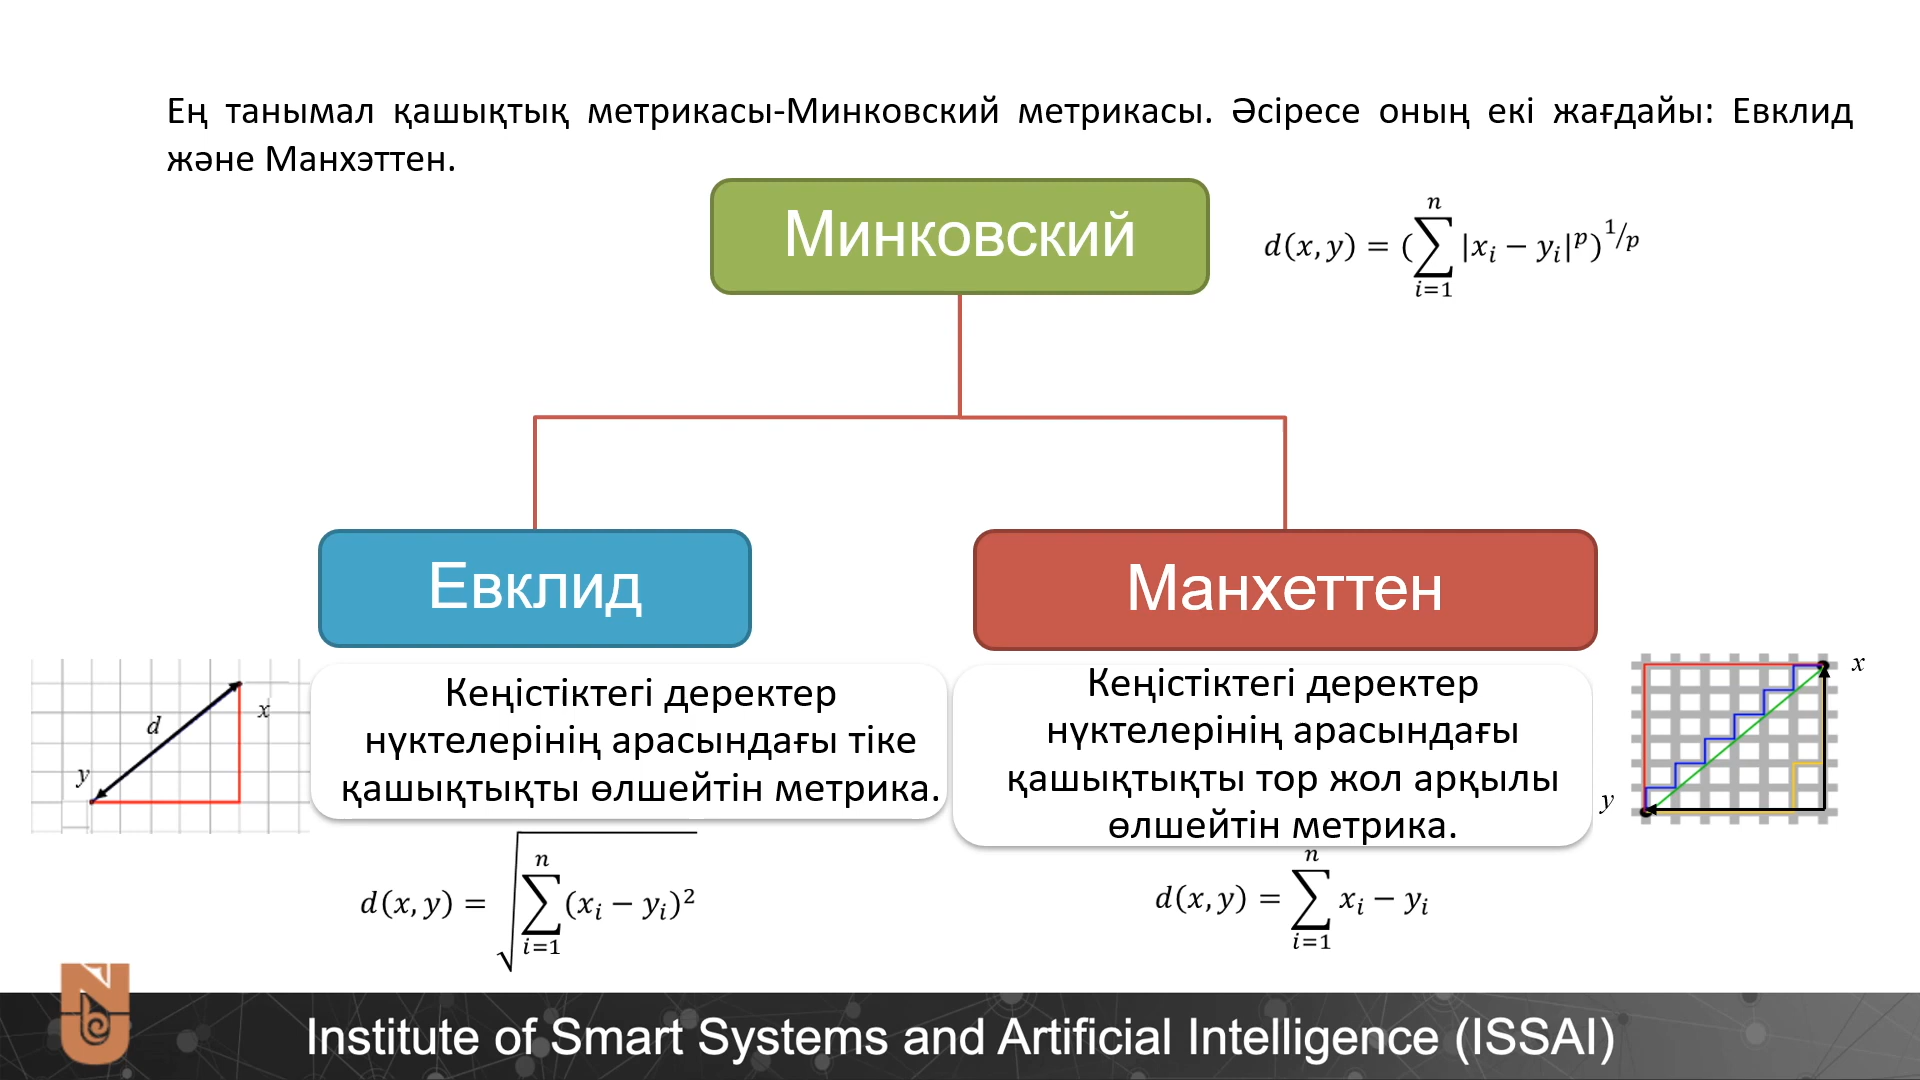 Ең танымал қашықтық метрикасы-Минковский метрикасы. Әсіресе оның екі жағдайы: Евклид
және Манхэттен.
Минковский
d(x, y) = (∑_{i=1}^{n} |x_i − y_i|^p)^{1/p}
Евклид
Манхеттен
Кеңістіктегі деректер
нүктелерінің арасындағы тіке
қашықтықты өлшейтін метрика.
Кеңістіктегі деректер
нүктелерінің арасындағы
қашықтықты тор жол арқылы
өлшейтін метрика.
d
x
y
x
y
d(x, y) = √(∑_{i=1}^{n} (x_i − y_i)^2)
d(x, y) = ∑_{i=1}^{n} x_i − y_i
Institute of Smart Systems and Artificial Intelligence (ISSAI)